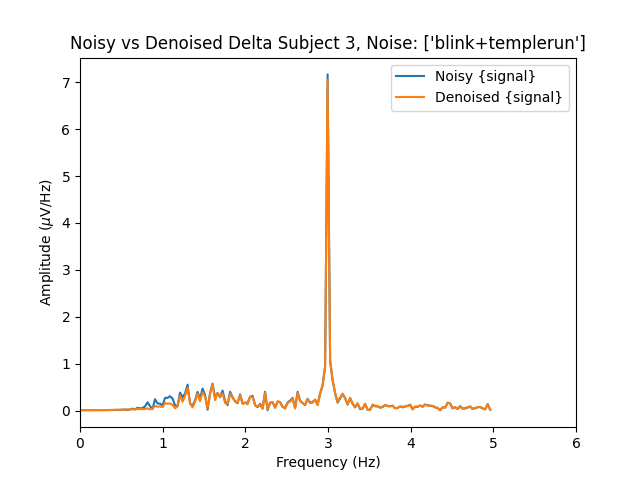 Noisy vs Denoised Delta Subject 3, Noise: ['blink+templerun']
Noisy {signal}
Denoised {signal}
Amplitude (μV/Hz)
7
6
5
4
3
2
1
0
0 1 2 3 4 5 6
Frequency (Hz)